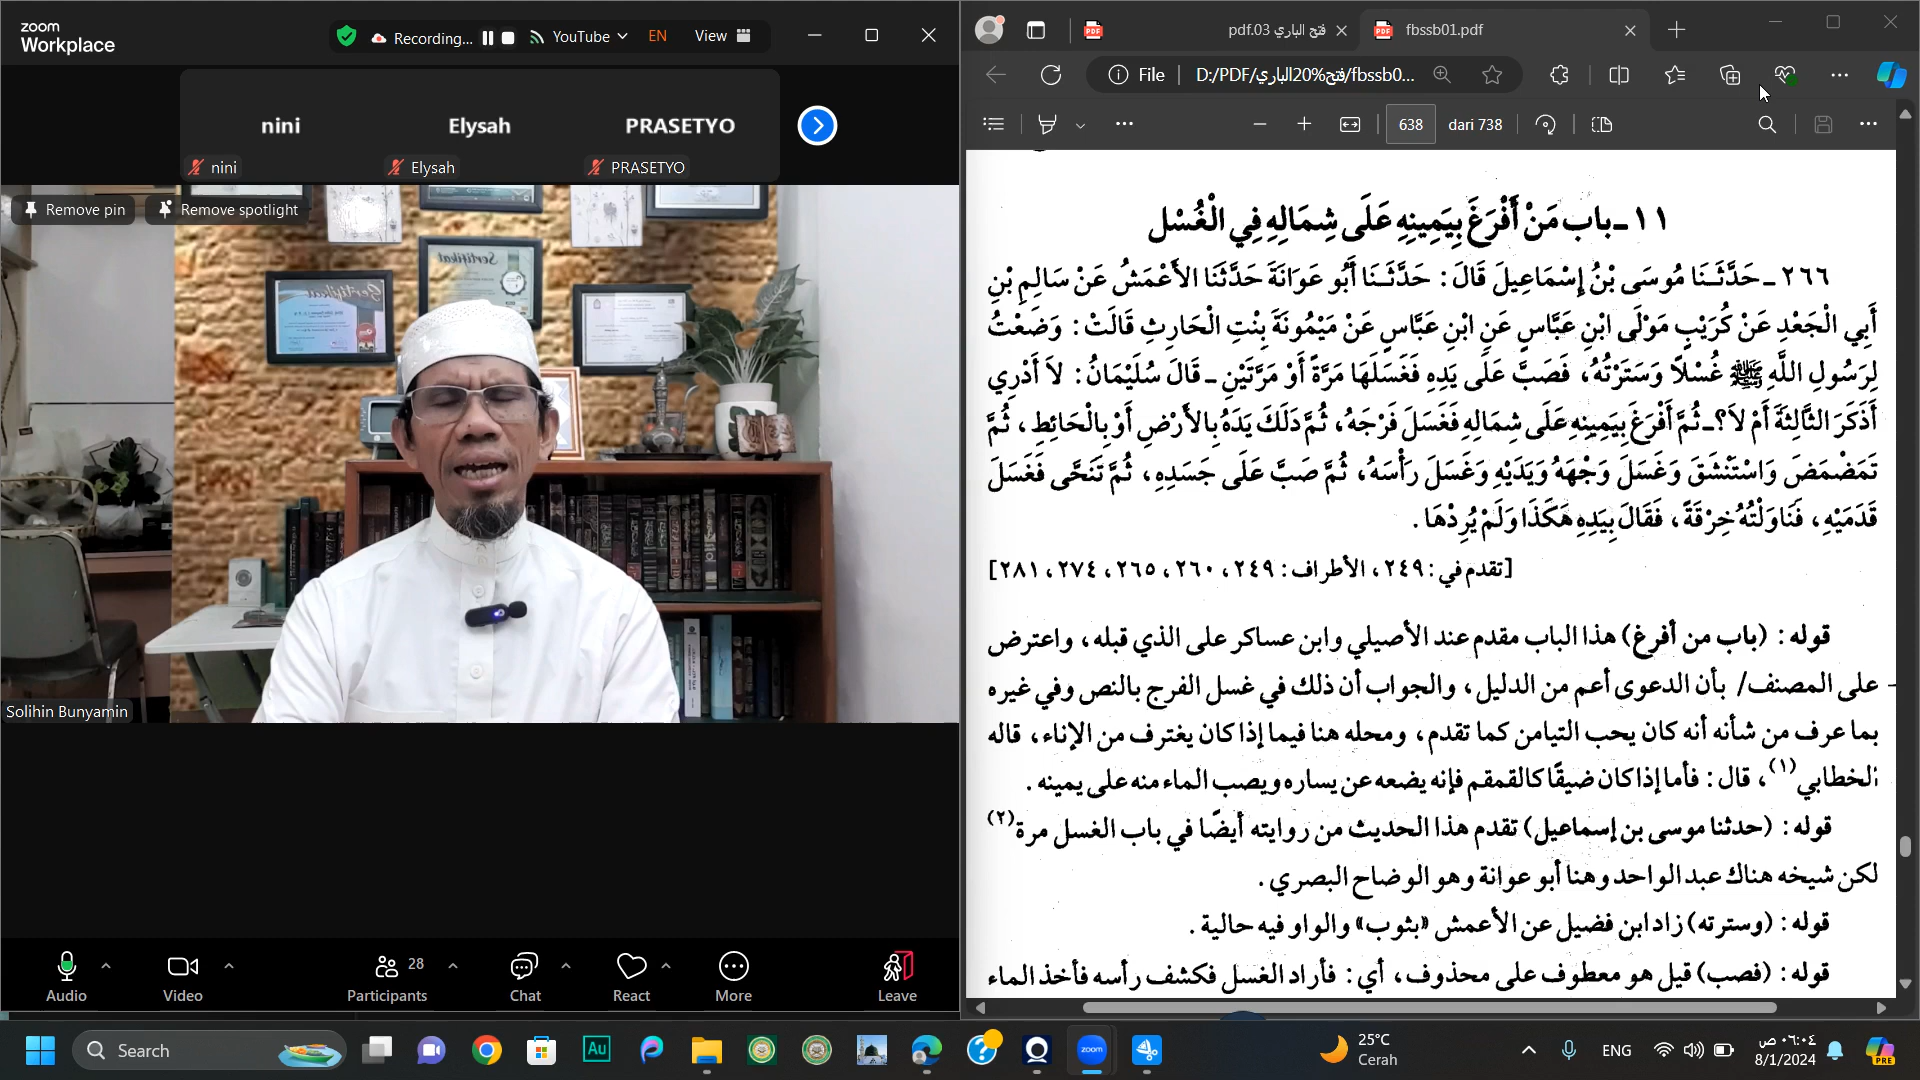 zoom
Workplace
Recording...
YouTube
EN
View
nini
Elysah
PRASETYO
nini
Elysah
PRASETYO
Remove pin
Remove spotlight
Sertifikat
Sertifikat
Solihin Bunyamin
Audio
Video
28
Participants
Chat
React
More
Leave
فتح الباري 03.pdf
fbssb01.pdf
File
D:/PDF/فتح%20الباري/fbssb0...
638
dari 738
١١ ـ باب مَنْ أَفْرَغَ بِيَمِينِهِ عَلَى شِمَالِهِ فِي الْغُسْل
٢٦٦ ـ حَدَّثَـنَا مُوسَى بْنُ إِسْمَاعِيلَ قَالَ: حَدَّثَـنَا أَبُو عَوَانَةَ حَدَّثَنَا الأَعْمَشُ عَنْ سَالِمِ بْنِ
أَبِي الْجَعْدِ عَنْ كُرَيْبٍ مَوْلَى ابْنِ عَبَّاسٍ عَنِ ابْنِ عَبَّاسٍ عَنْ مَيْمُونَةَ بِنْتِ الْحَارِثِ قَالَتْ: وَضَعْتُ
لِرَسُولِ اللَّهِ ﷺ غُسْلاً وَسَتَرْتُهُ، فَصَبَّ عَلَى يَدِهِ فَغَسَلَهَا مَرَّةً أَوْ مَرَّتَيْنِ ـ قَالَ سُلَيْمَانُ: لاَ أَدْرِي
أَذَكَرَ الثَّالِثَةَ أَمْ لاَ؟ ـ ثُمَّ أَفْرَغَ بِيَمِينِهِ عَلَى شِمَالِهِ فَغَسَلَ فَرْجَهُ، ثُمَّ دَلَكَ يَدَهُ بِالأَرْضِ أَوْ بِالْحَائِطِ، ثُمَّ
تَمَضْمَضَ وَاسْتَنْشَقَ وَغَسَلَ وَجْهَهُ وَيَدَيْهِ وَغَسَلَ رَأْسَهُ، ثُمَّ صَبَّ عَلَى جَسَدِهِ، ثُمَّ تَنَحَّى فَغَسَلَ
قَدَمَيْهِ، فَنَاوَلْتُهُ خِرْقَةً، فَقَالَ بِيَدِهِ هَكَذَا وَلَمْ يُرِدْهَا.
[تقدم في: ٢٤٩، الأطراف: ٢٤٩، ٢٦٠، ٢٦٥، ٢٧٤، ٢٨١]
قوله: (باب من أفرغ) هذا الباب مقدم عند الأصيلي وابن عساكر على الذي قبله، واعترض
على المصنف/ بأن الدعوى أعم من الدليل، والجواب أن ذلك في غسل الفرج بالنص وفي غيره
بما عرف من شأنه أنه كان يحب التيامن كما تقدم، ومحله هنا فيما إذا كان يغترف من الإناء، قاله
الخطابي(١)، قال: فأما إذا كان ضيقًا كالقمقم فإنه يضعه عن يساره ويصب الماء منه على يمينه.
قوله: (حدثنا موسى بن إسماعيل) تقدم هذا الحديث من روايته أيضًا في باب الغسل مرة(٢)
لكن شيخه هناك عبد الواحد وهنا أبو عوانة وهو الوضاح البصري.
قوله: (وسترته) زاد ابن فضيل عن الأعمش «بثوب» والواو فيه حالية.
قوله: (فصب) قيل هو معطوف على محذوف، أي: فأراد الغسل فكشف رأسه فأخذ الماء
Search
Au
zoom
25°C
Cerah
ENG
٠٦:٠٤ ص
8/1/2024
PRE